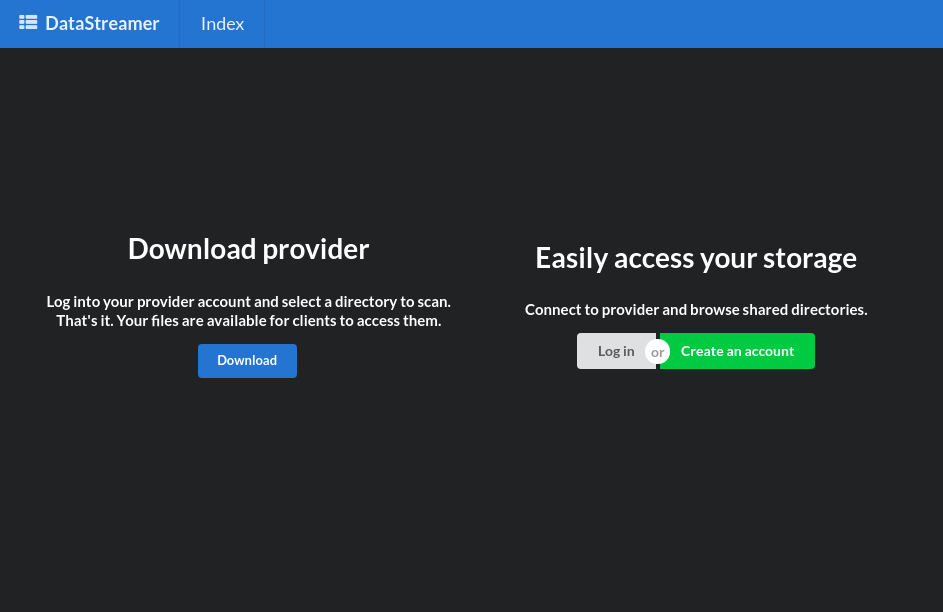 DataStreamer
Index
Download provider
Log into your provider account and select a directory to scan.
That's it. Your files are available for clients to access them.
Download
Easily access your storage
Connect to provider and browse shared directories.
Log in or Create an account